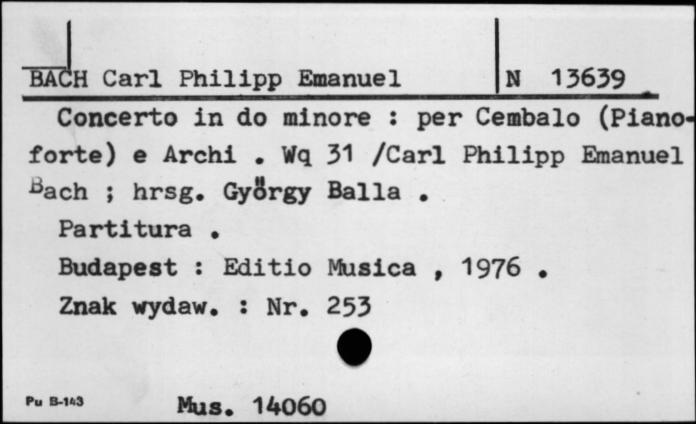 BACH Carl Philipp Emanuel N 13639
Concerto in do minore : per Cembalo (Piano-
forte) e Archi . Wq 31 /Carl Philipp Emanuel
Bach ; hrsg. György Balla .
Partitura .
Budapest : Editio Musica , 1976 .
Znak wydaw. : Nr. 253
Pu B-143 Mus. 14060